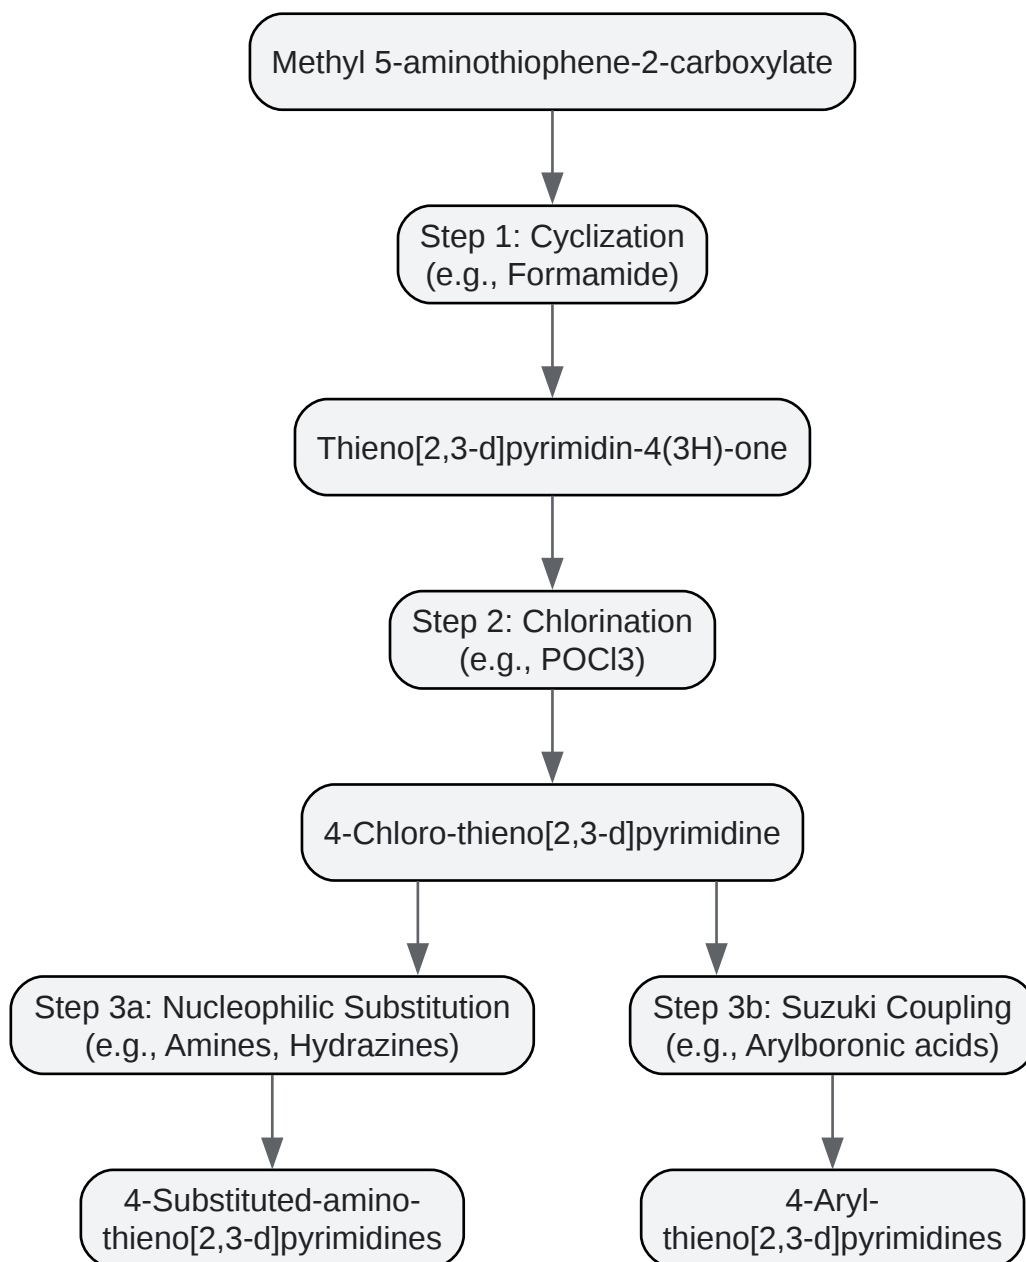 Methyl 5-aminothiophene-2-carboxylate
Step 1: Cyclization
(e.g., Formamide)
Thieno[2,3-d]pyrimidin-4(3H)-one
Step 2: Chlorination
(e.g., POCl3)
4-Chloro-thieno[2,3-d]pyrimidine
Step 3a: Nucleophilic Substitution
(e.g., Amines, Hydrazines)
Step 3b: Suzuki Coupling
(e.g., Arylboronic acids)
4-Substituted-amino-
thieno[2,3-d]pyrimidines
4-Aryl-
thieno[2,3-d]pyrimidines